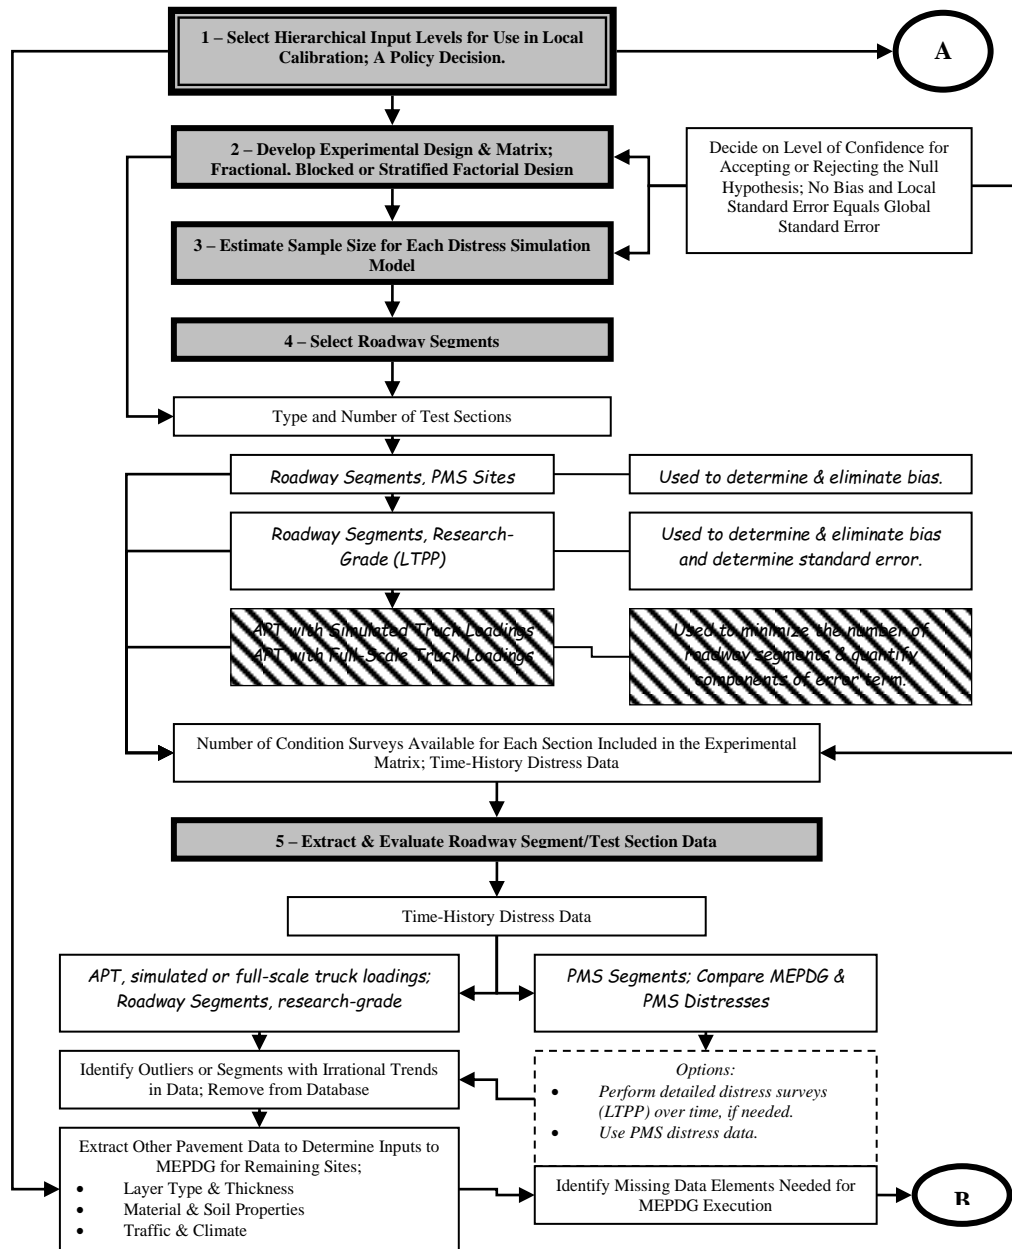 1 – Select Hierarchical Input Levels for Use in Local
Calibration; A Policy Decision.
A
2 – Develop Experimental Design & Matrix;
Fractional, Blocked or Stratified Factorial Design
Decide on Level of Confidence for
Accepting or Rejecting the Null
Hypothesis; No Bias and Local
Standard Error Equals Global
Standard Error
3 – Estimate Sample Size for Each Distress Simulation
Model
4 – Select Roadway Segments
Type and Number of Test Sections
Roadway Segments, PMS Sites
Used to determine & eliminate bias.
Roadway Segments, Research-
Grade (LTPP)
Used to determine & eliminate bias
and determine standard error.
APT with Simulated Truck Loadings
APT with Full-Scale Truck Loadings
Used to minimize the number of
roadway segments & quantify
components of error term.
Number of Condition Surveys Available for Each Section Included in the Experimental
Matrix; Time-History Distress Data
5 – Extract & Evaluate Roadway Segment/Test Section Data
Time-History Distress Data
APT, simulated or full-scale truck loadings;
Roadway Segments, research-grade
PMS Segments; Compare MEPDG &
PMS Distresses
Identify Outliers or Segments with Irrational Trends
in Data; Remove from Database
Options:
• Perform detailed distress surveys
(LTPP) over time, if needed.
• Use PMS distress data.
Extract Other Pavement Data to Determine Inputs to
MEPDG for Remaining Sites;
• Layer Type & Thickness
• Material & Soil Properties
• Traffic & Climate
Identify Missing Data Elements Needed for
MEPDG Execution
B